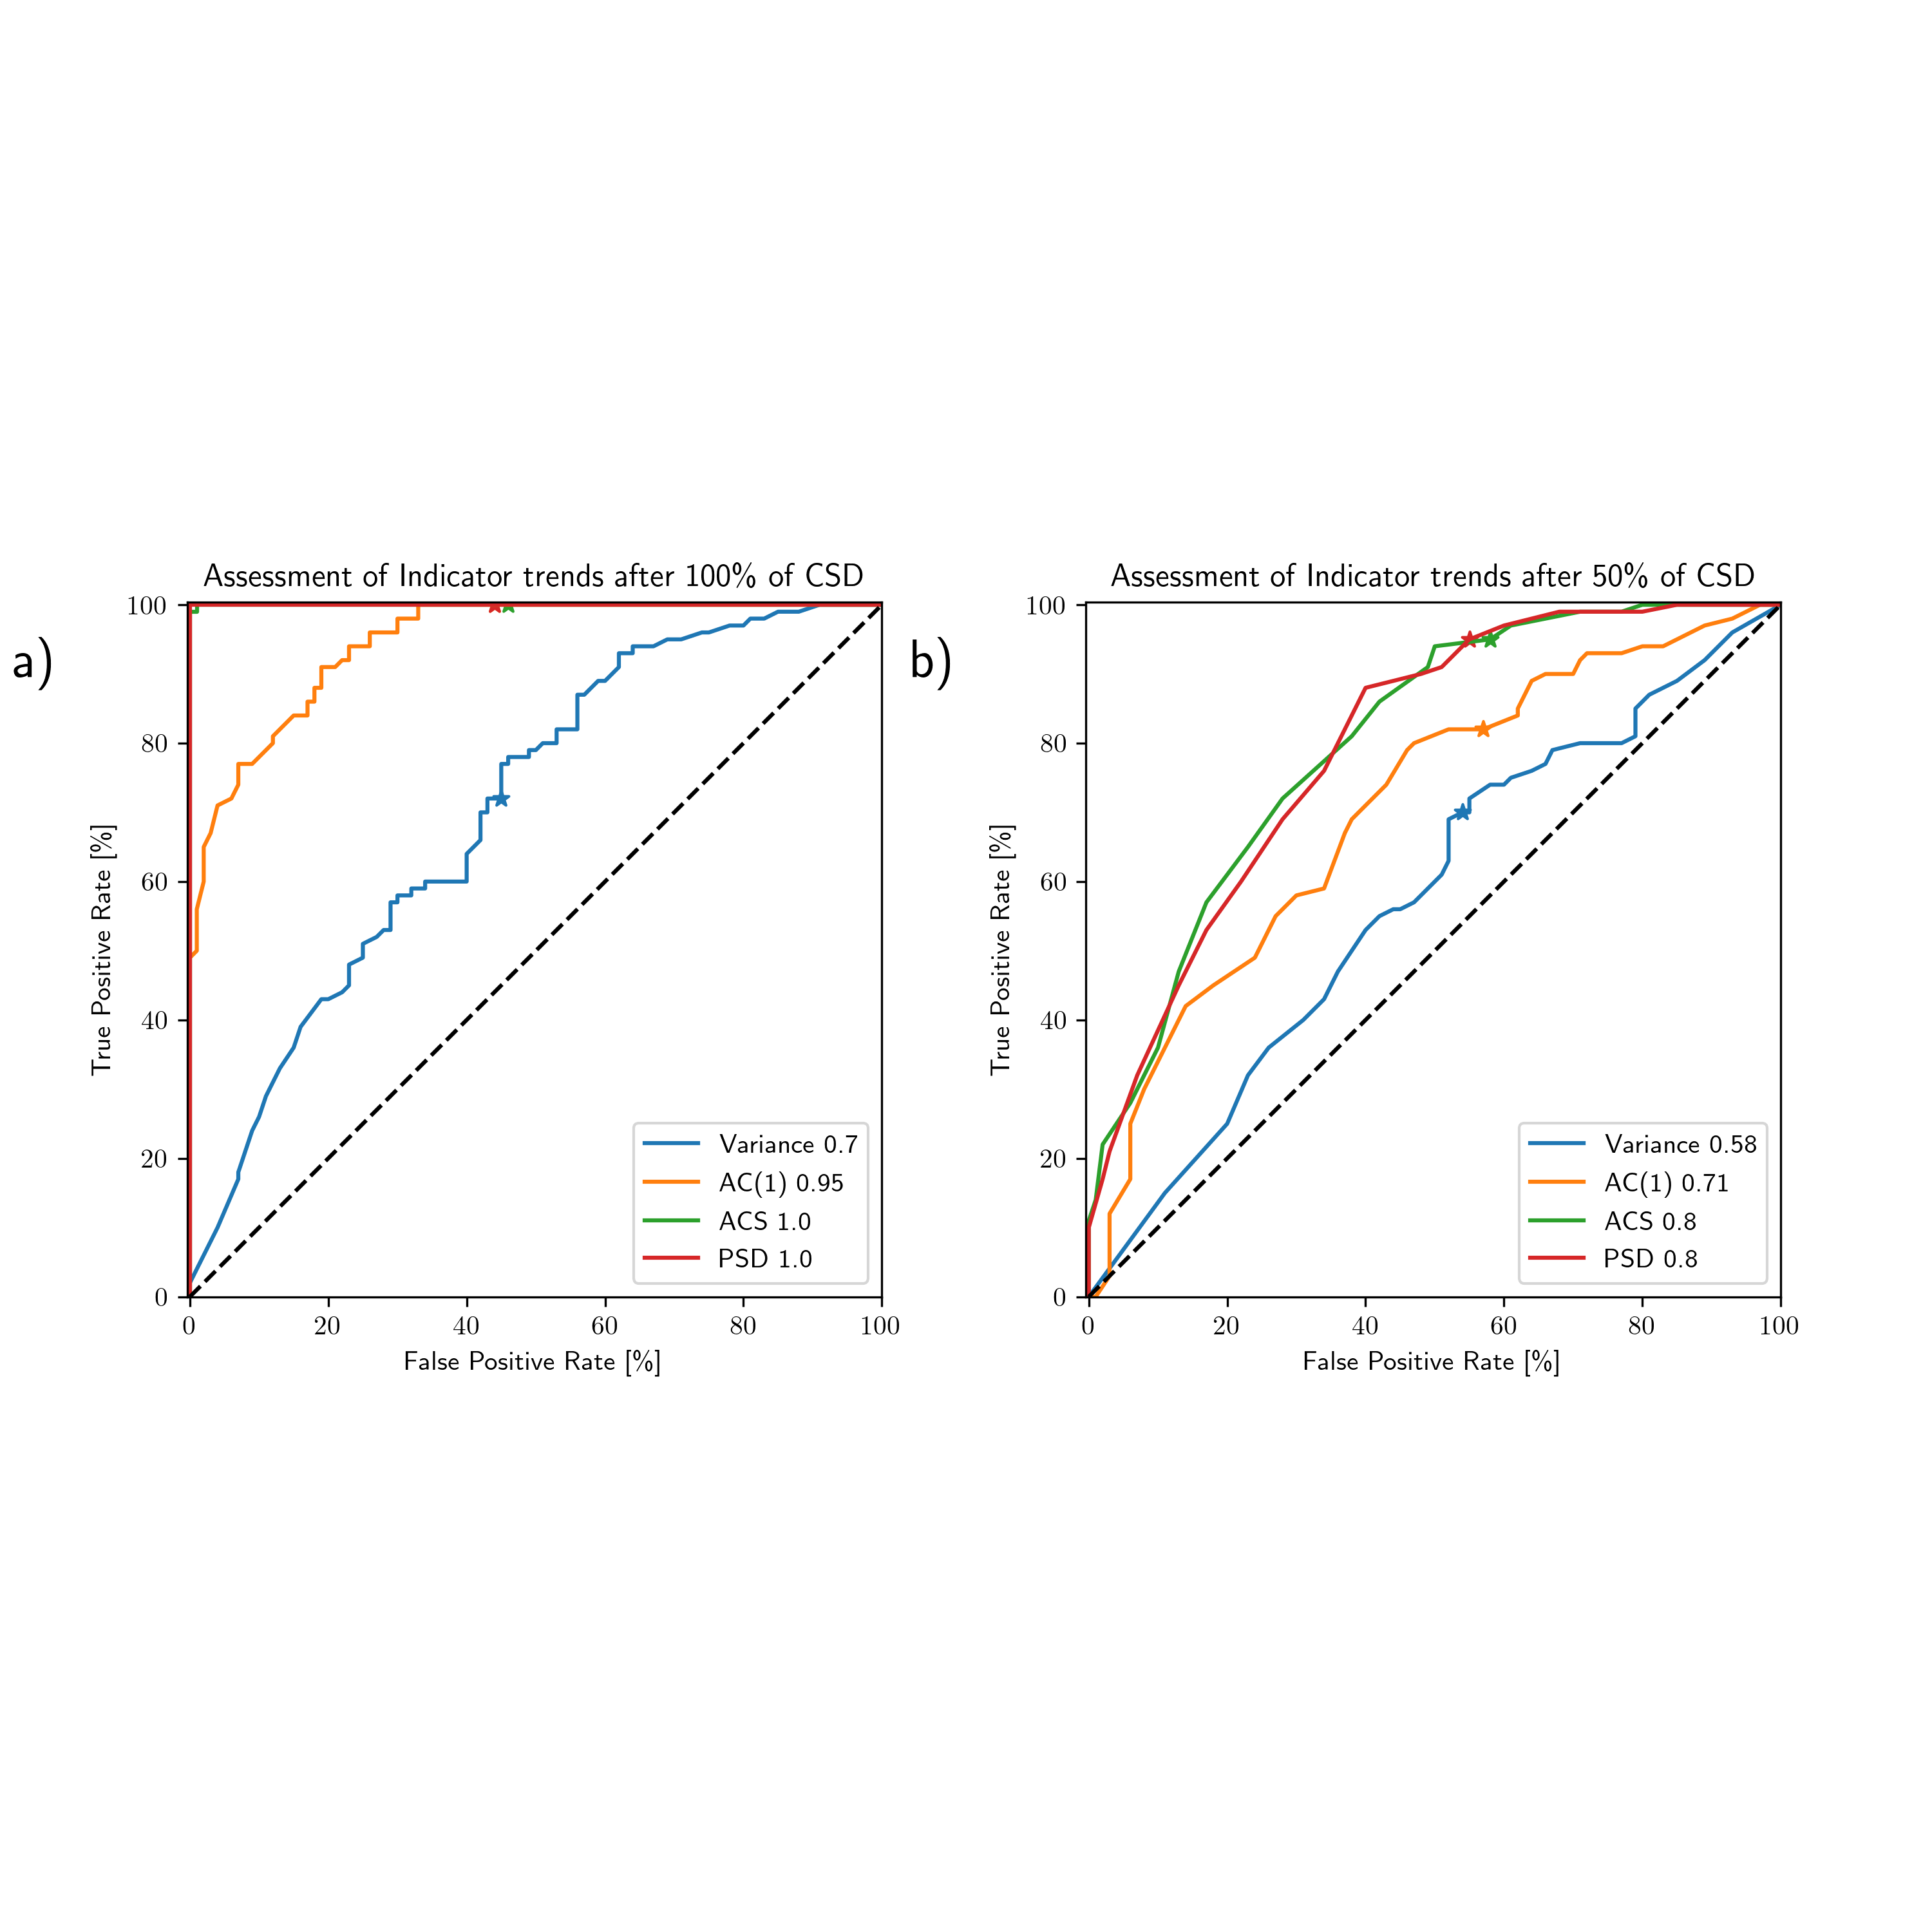 a)
Assessment of Indicator trends after 100% of CSD
True Positive Rate [%]
100
80
60
40
20
0
0 20 40 60 80 100
False Positive Rate [%]
Variance 0.7
AC(1) 0.95
ACS 1.0
PSD 1.0
b)
Assessment of Indicator trends after 50% of CSD
True Positive Rate [%]
100
80
60
40
20
0
0 20 40 60 80 100
False Positive Rate [%]
Variance 0.58
AC(1) 0.71
ACS 0.8
PSD 0.8